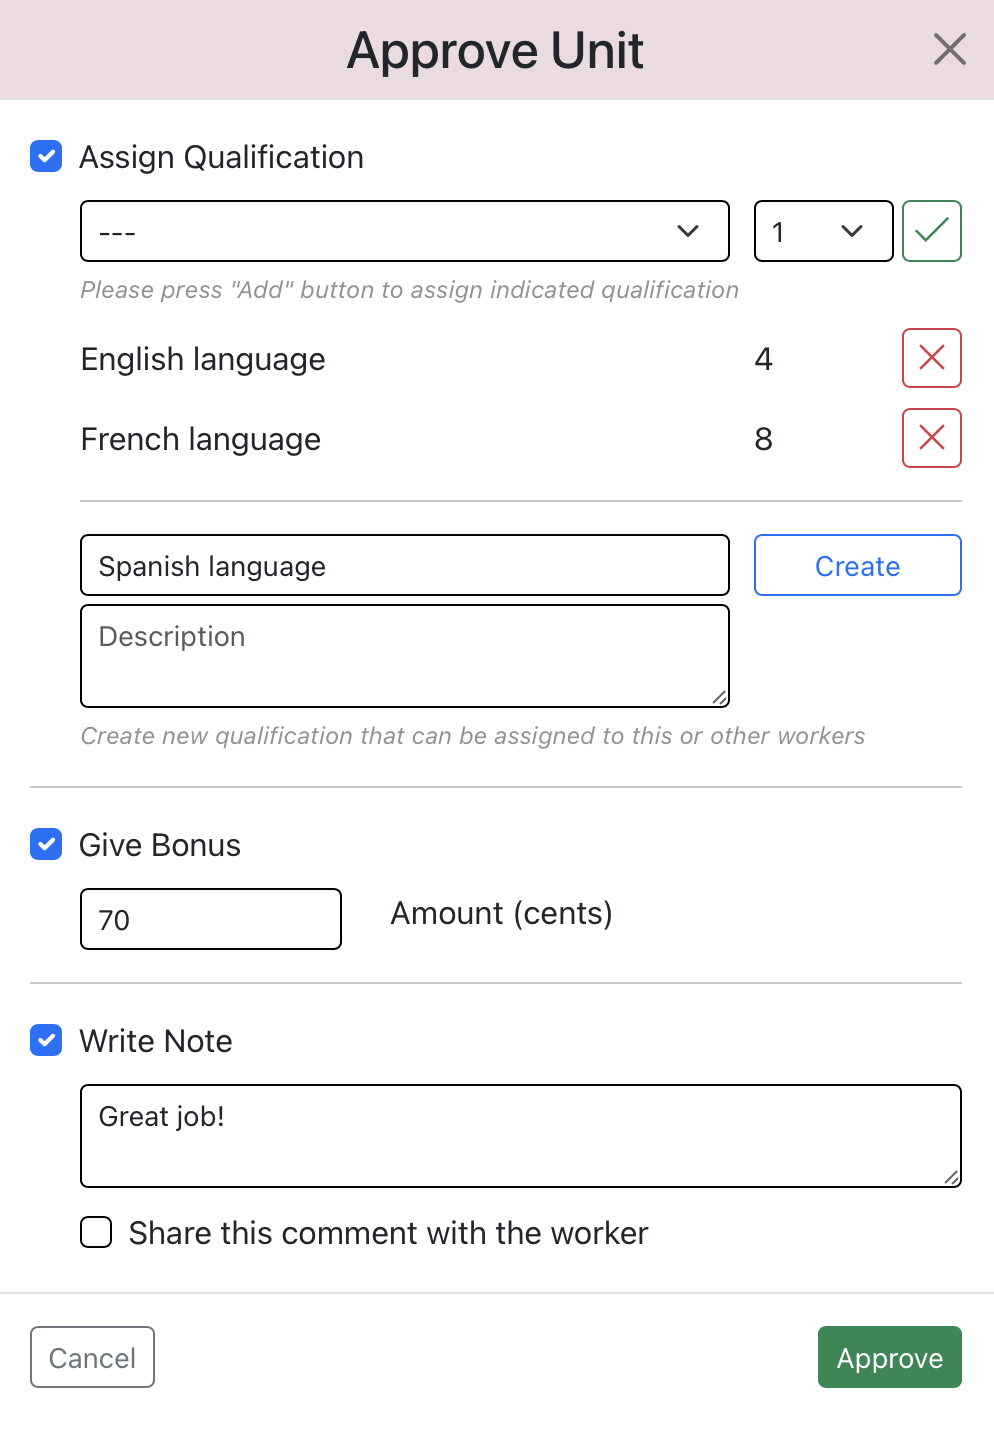 Approve Unit
Assign Qualification
---
1
Please press "Add" button to assign indicated qualification
English language 4
French language 8
Spanish language
Create
Description
Create new qualification that can be assigned to this or other workers
Give Bonus
70
Amount (cents)
Write Note
Great job!
Share this comment with the worker
Cancel
Approve